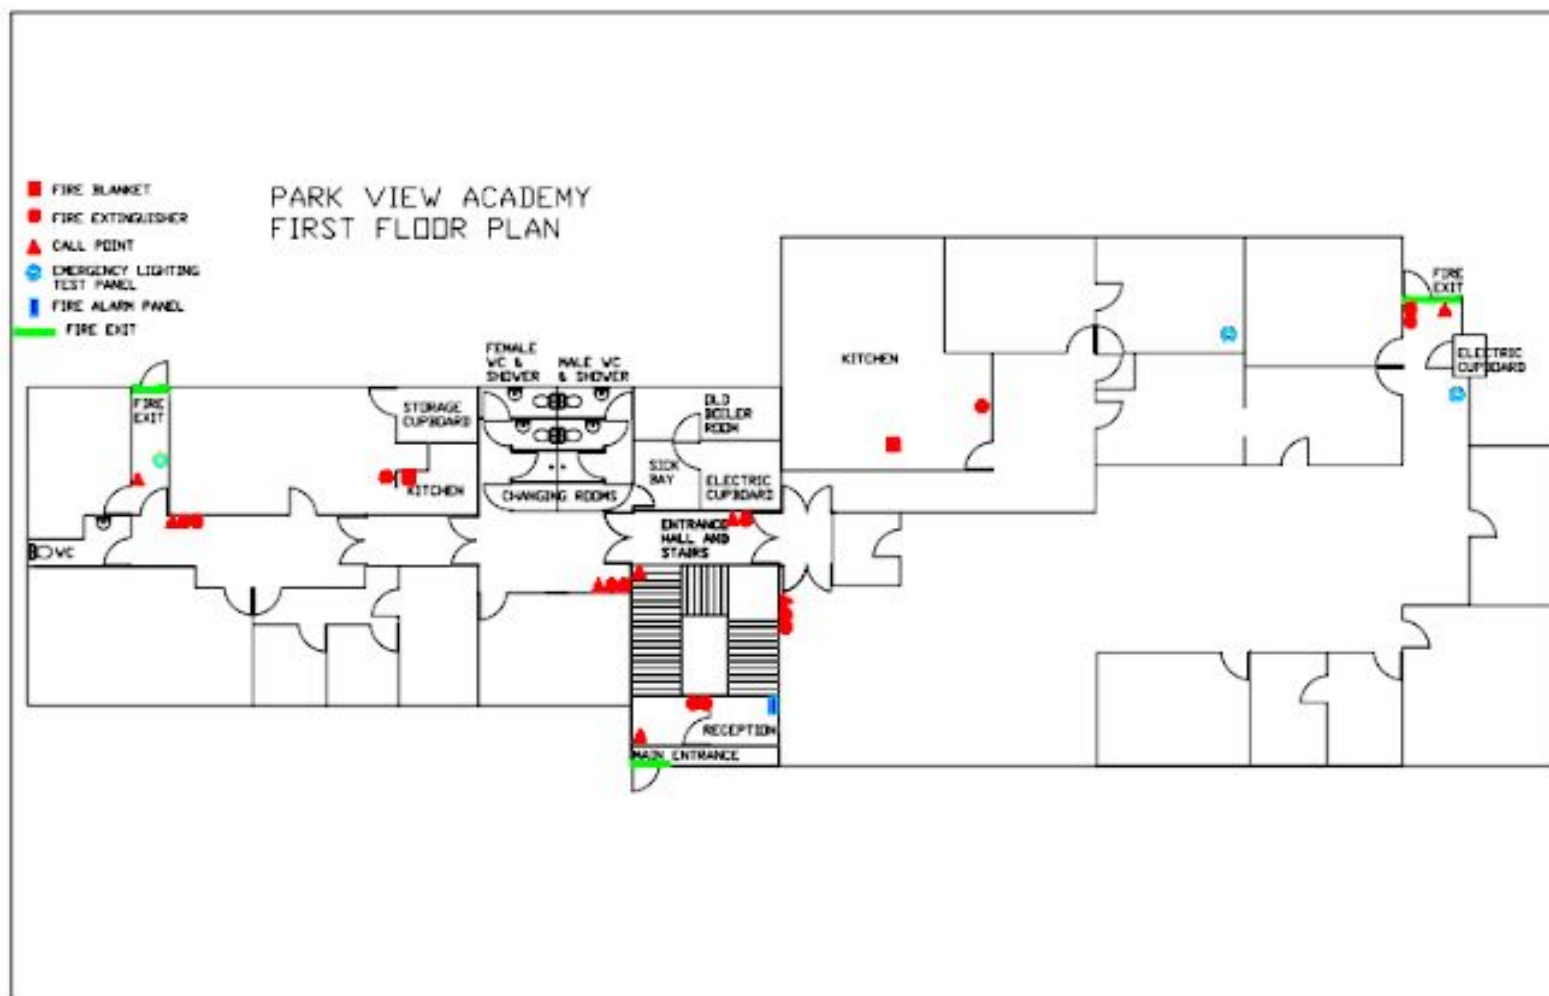 FIRE BLANKET
FIRE EXTINGUISHER
CALL POINT
EMERGENCY LIGHTING
TEST PANEL
FIRE ALARM PANEL
FIRE EXIT
PARK VIEW ACADEMY
FIRST FLOOR PLAN
FIRE
EXIT
STORAGE
CUPBOARD
KITCHEN
WC
FEMALE
WC &
SHOWER
MALE WC
& SHOWER
CHANGING ROOMS
OLD
BOILER
ROOM
SICK
BAY
ELECTRIC
CUPBOARD
ENTRANCE
HALL AND
STAIRS
RECEPTION
MAIN ENTRANCE
KITCHEN
FIRE
EXIT
ELECTRIC
CUPBOARD